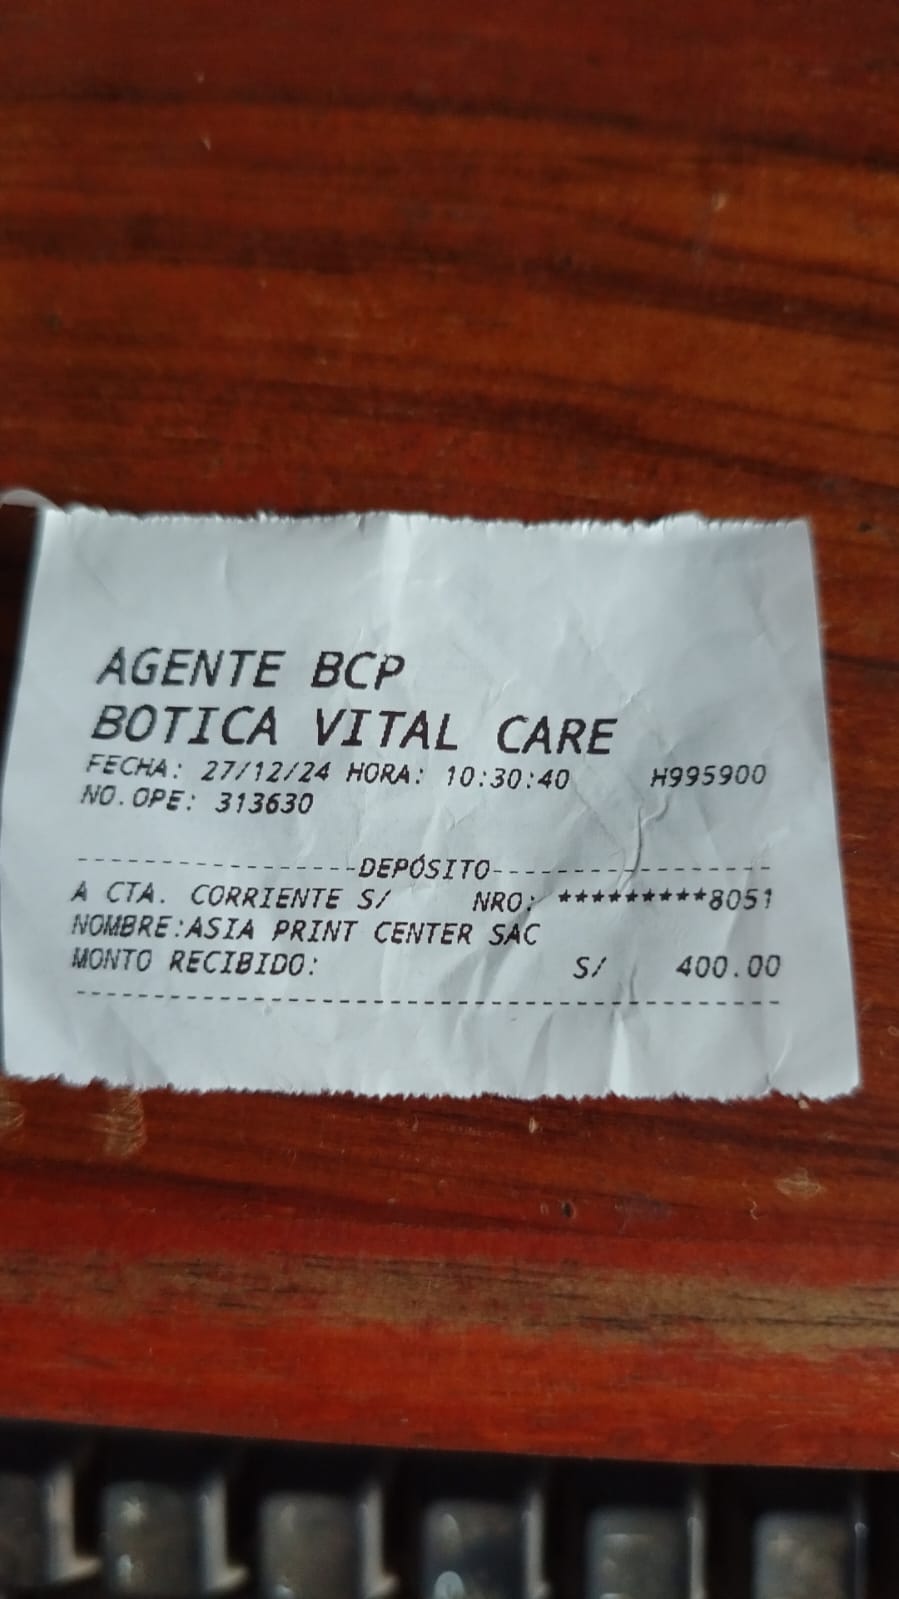 AGENTE BCP
BOTICA VITAL CARE
FECHA: 27/12/24 HORA: 10:30:40 H995900
NO.OPE: 313630
-----------------DEPÓSITO-----------------
A CTA. CORRIENTE S/ NRO: *********8051
NOMBRE:ASIA PRINT CENTER SAC
MONTO RECIBIDO: S/ 400.00